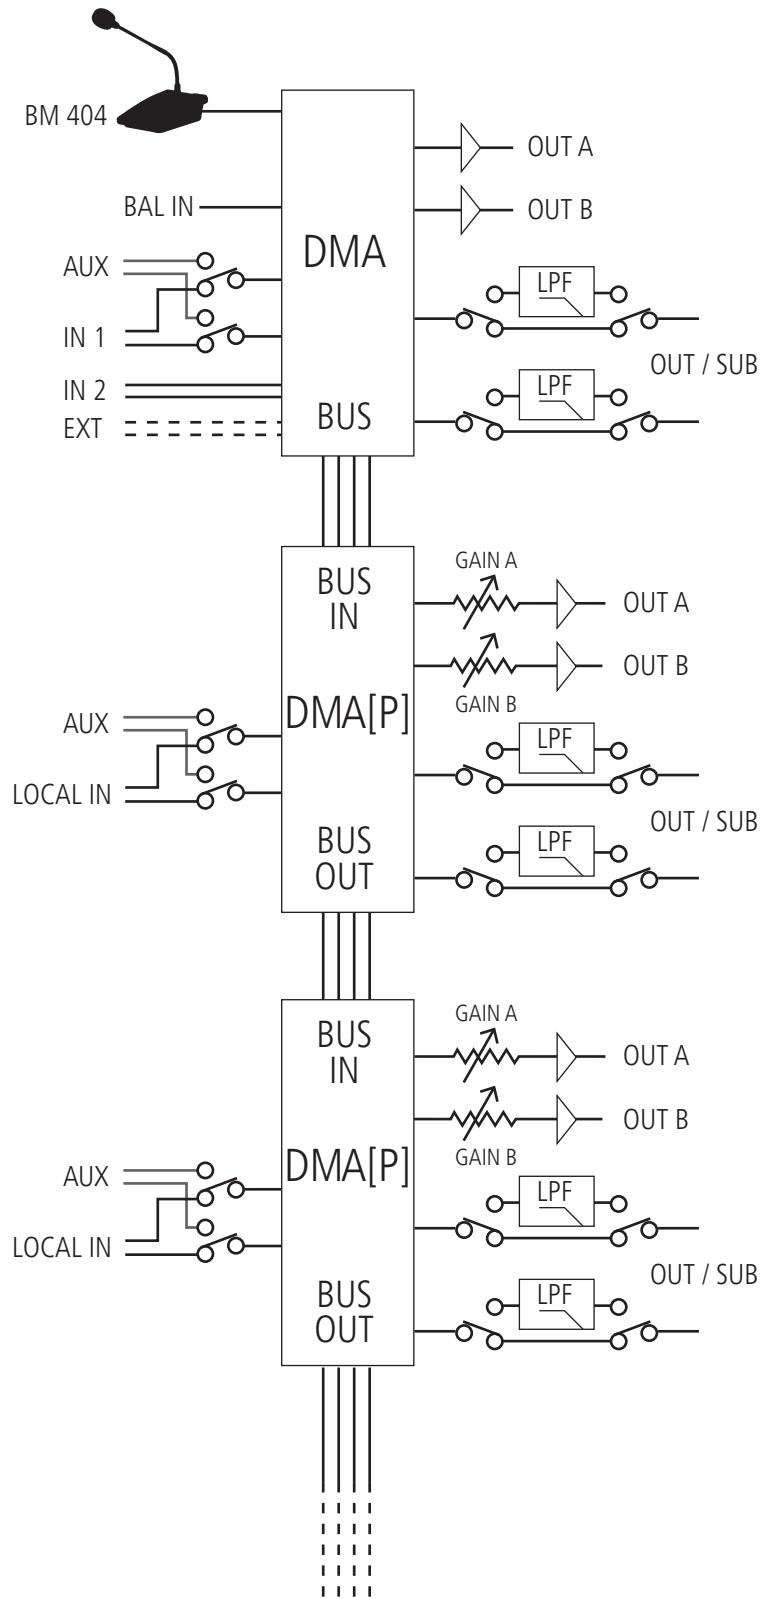 BM 404
OUT A
BAL IN
OUT B
DMA
AUX
LPF
IN 1
OUT / SUB
IN 2
LPF
EXT
BUS
GAIN A
BUS
IN
OUT A
OUT B
GAIN B
DMA[P]
AUX
LPF
LOCAL IN
OUT / SUB
BUS
OUT
LPF
GAIN A
BUS
IN
OUT A
OUT B
GAIN B
DMA[P]
AUX
LPF
LOCAL IN
OUT / SUB
BUS
OUT
LPF